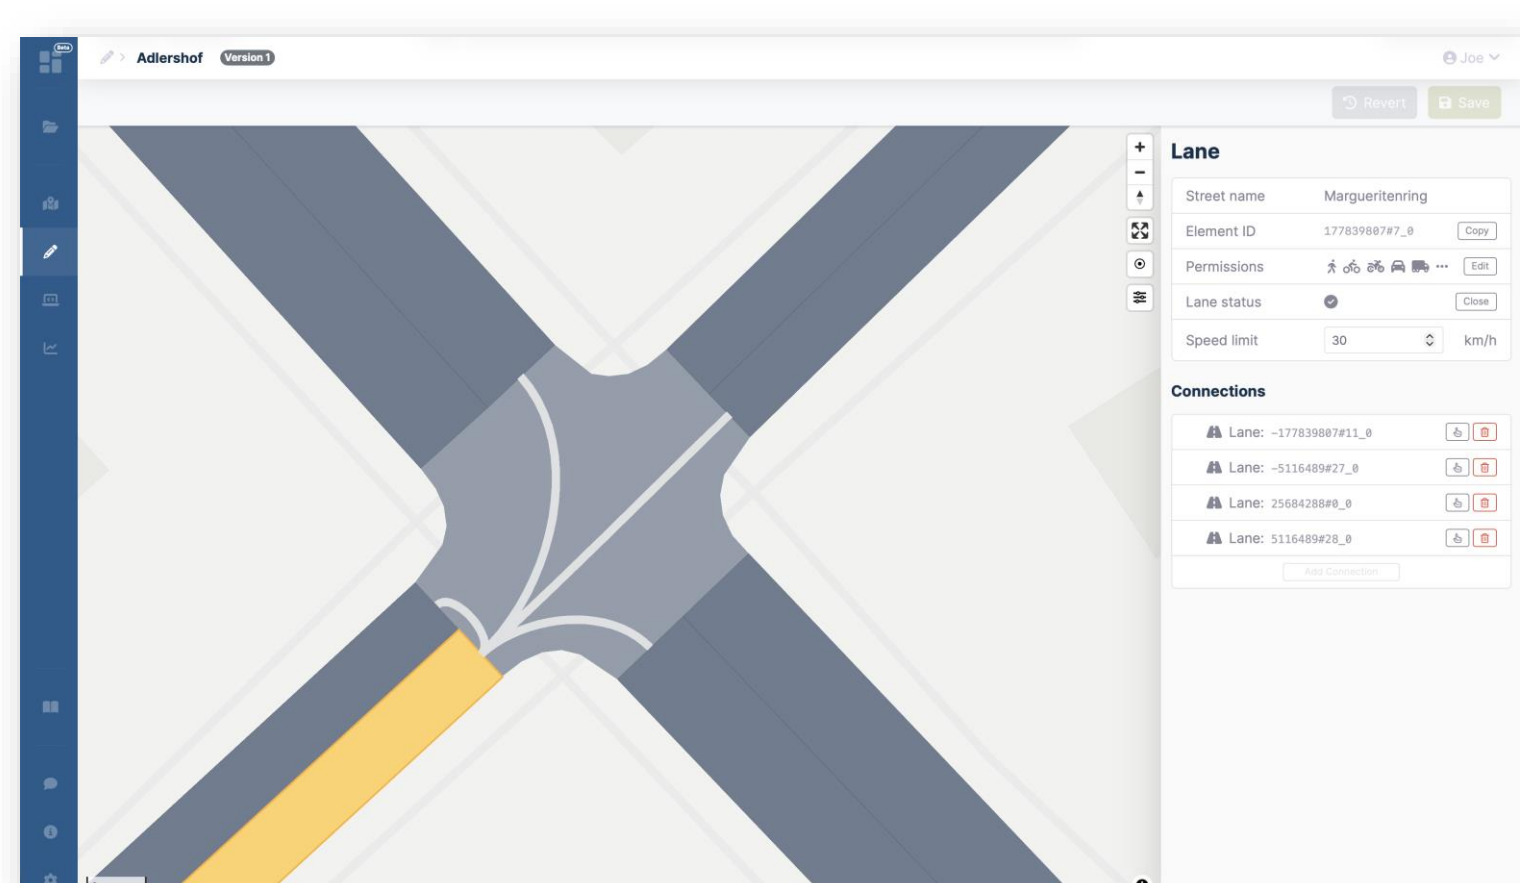 Beta
Adlershof Version 1
Joe
Revert Save
Lane
Street name Margueritenring
Element ID 177839807#7_0 Copy
Permissions Edit
Lane status Close
Speed limit 30 km/h
Connections
Lane: -177839807#11_0
Lane: -5116489#27_0
Lane: 25684288#0_0
Lane: 5116489#28_0
Add Connection